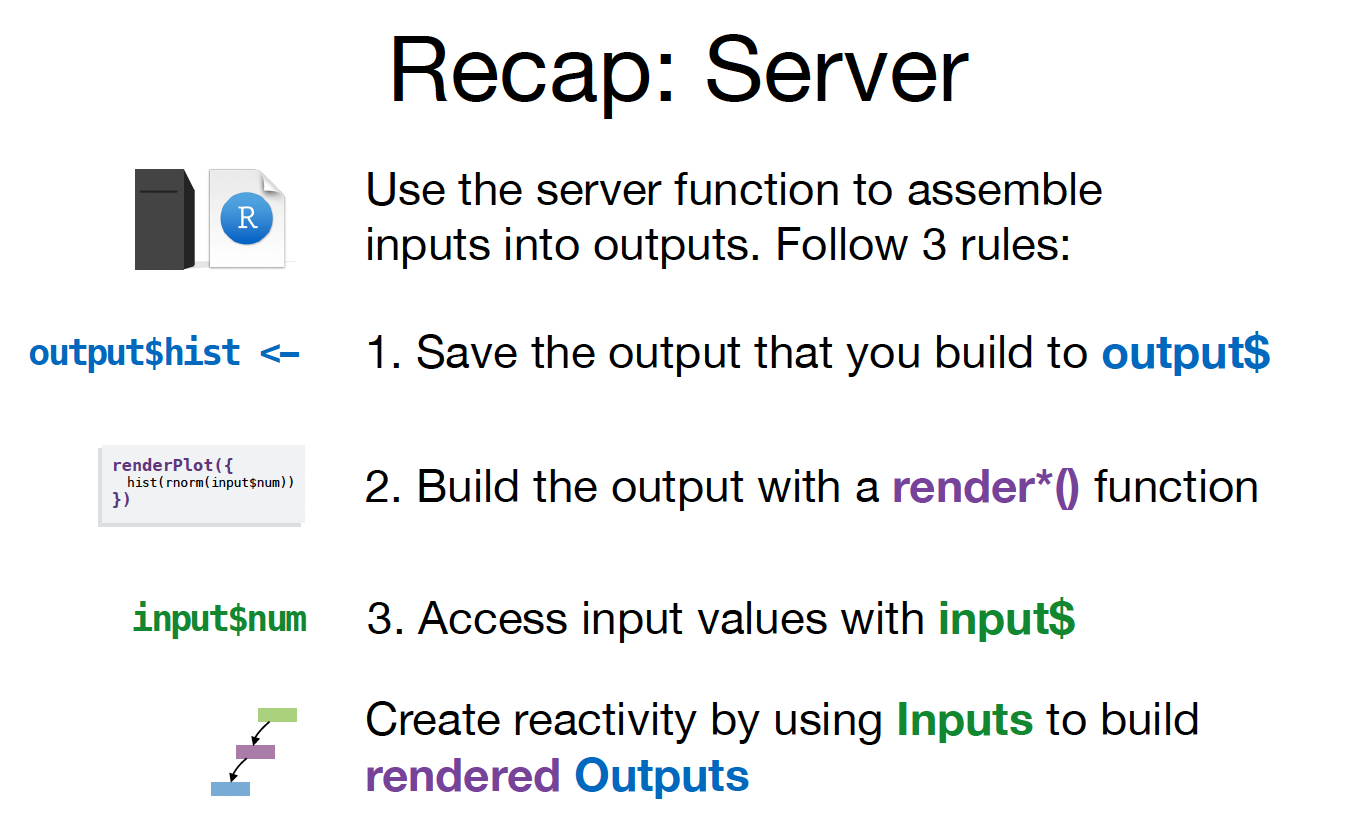 Recap: Server
R
Use the server function to assemble
inputs into outputs. Follow 3 rules:
output$hist <-
1. Save the output that you build to output$
renderPlot({
hist(rnorm(input$num))
})
2. Build the output with a render*() function
input$num
3. Access input values with input$
Create reactivity by using Inputs to build
rendered Outputs